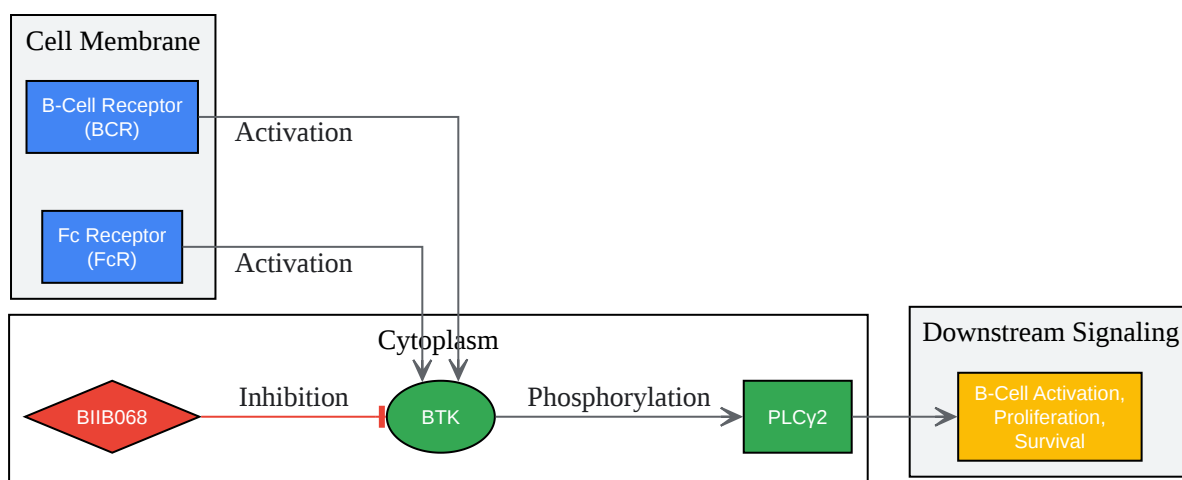 Cell Membrane
B-Cell Receptor
(BCR)
Activation
Fc Receptor
(FcR)
Activation
Cytoplasm
Downstream Signaling
BIIB068
Inhibition
BTK
Phosphorylation
PLCγ2
B-Cell Activation,
Proliferation,
Survival